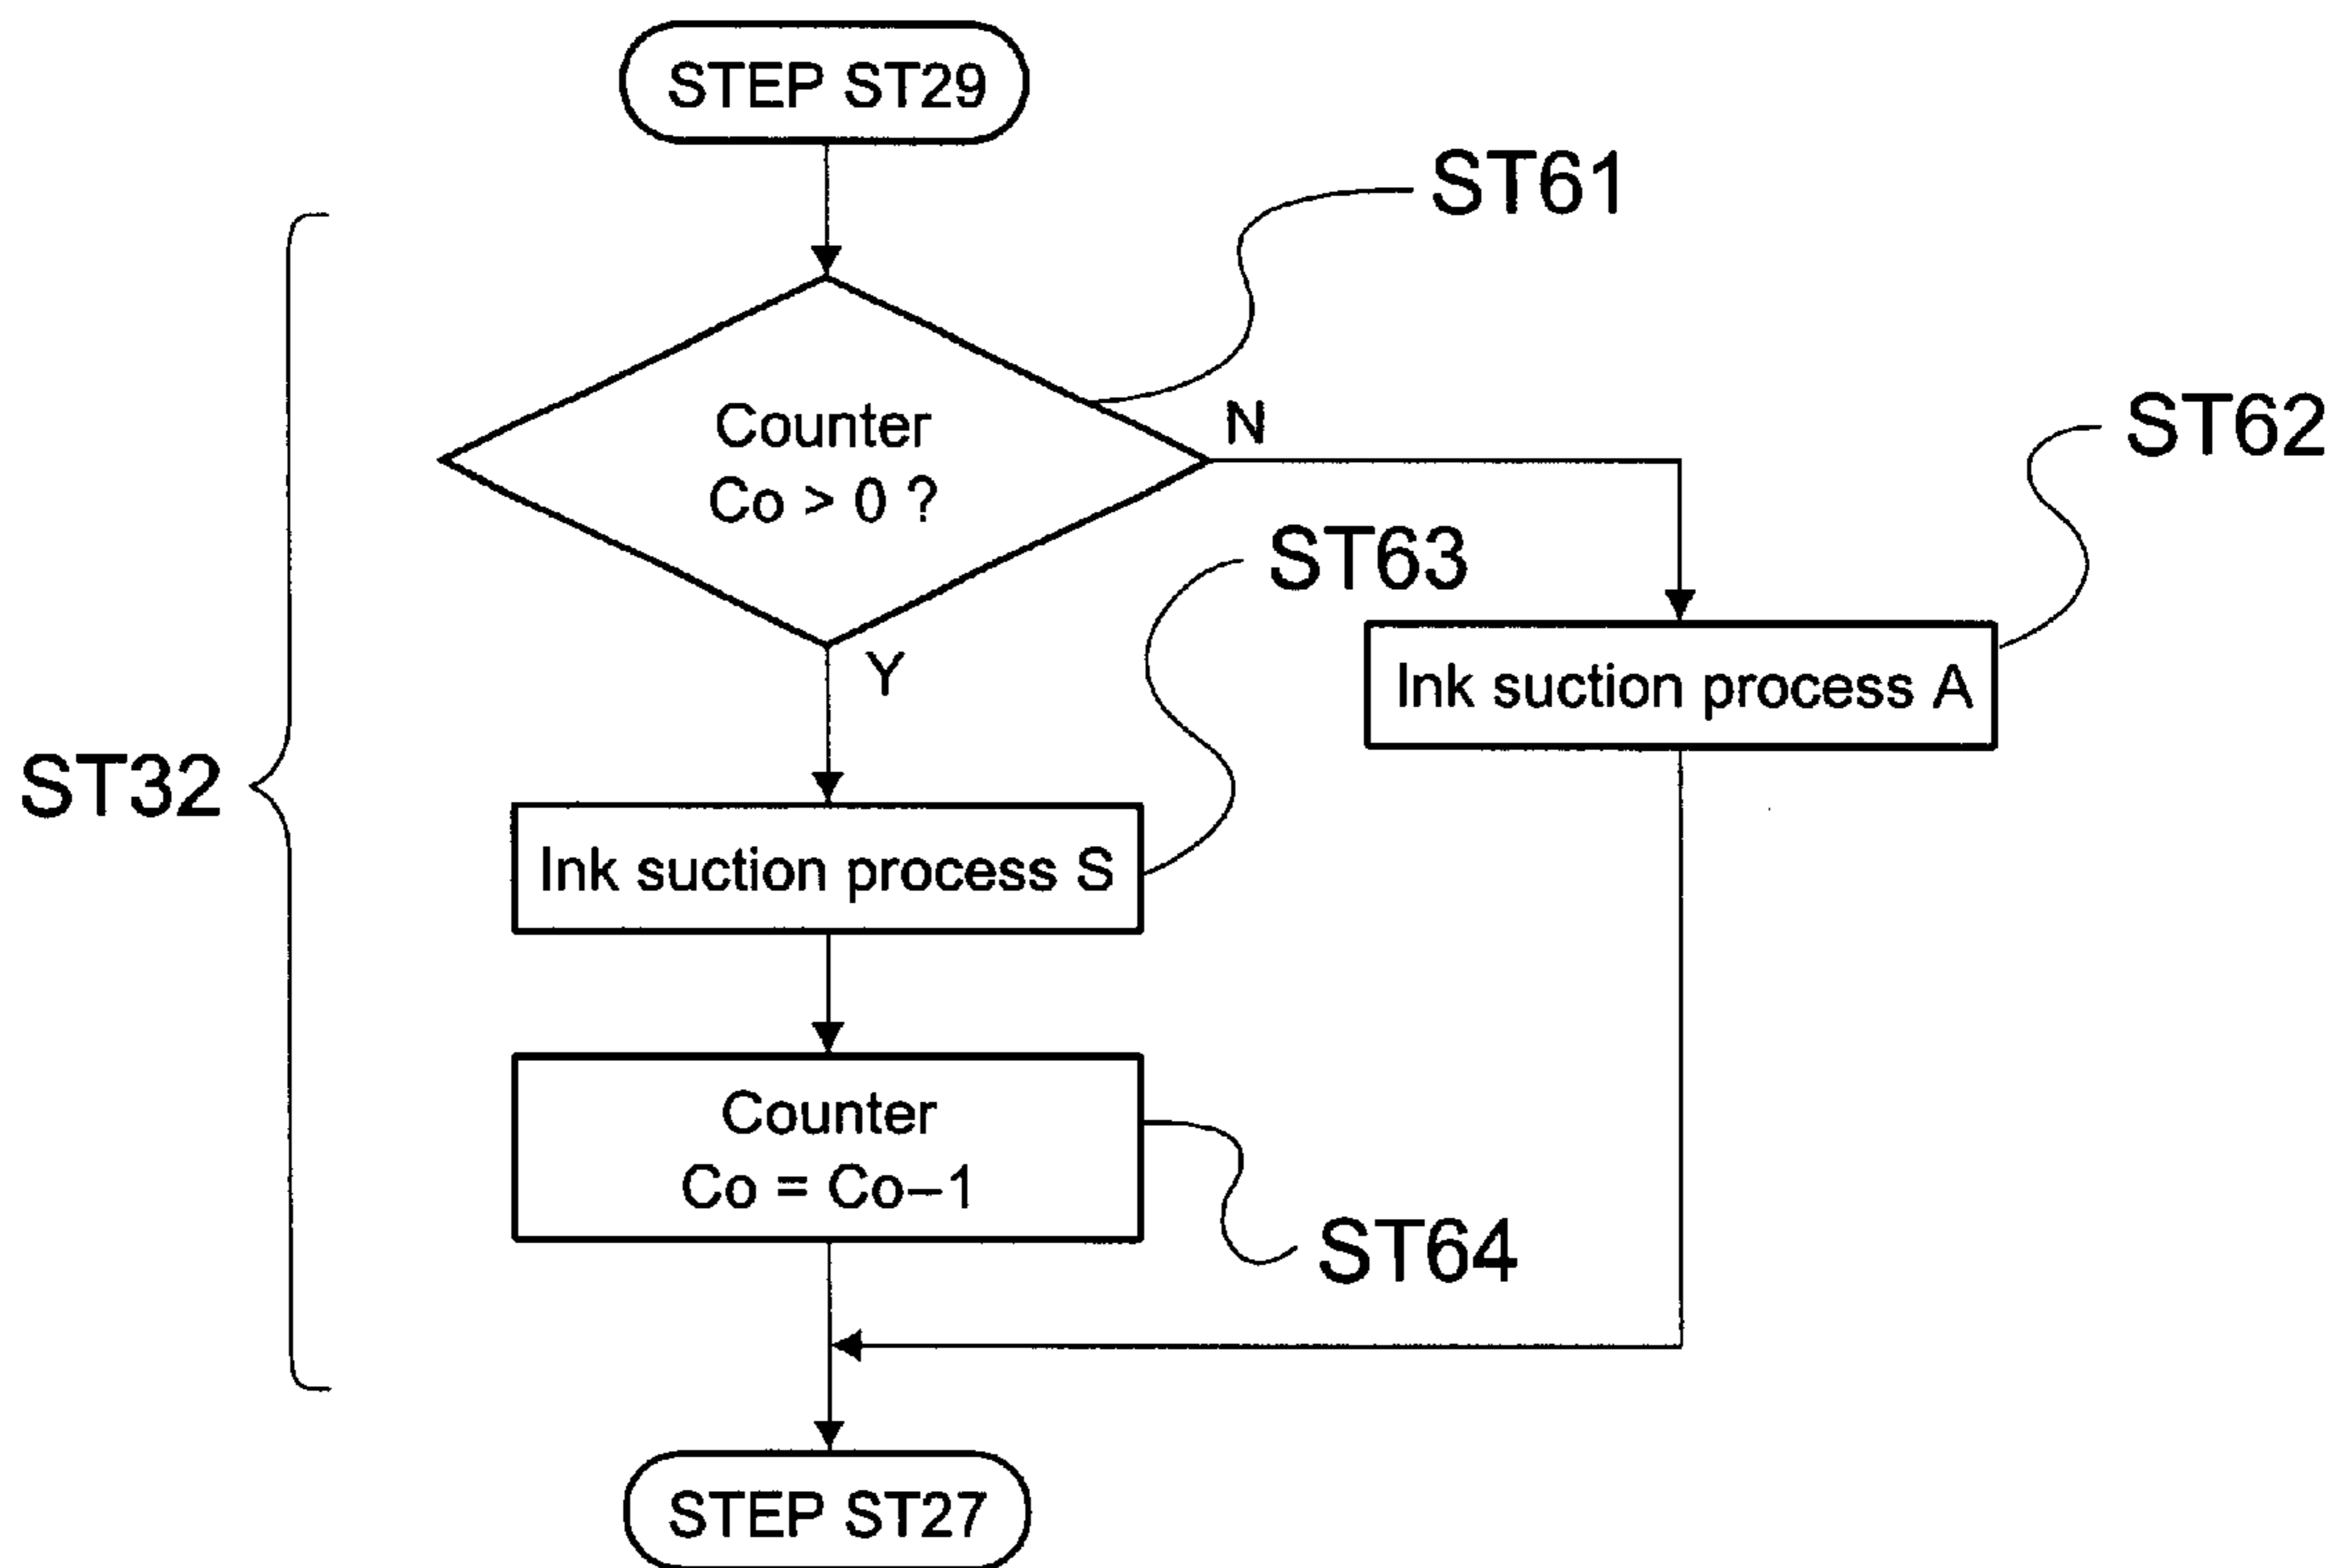 STEP ST29
ST61
Counter
Co > 0 ?
N
ST62
ST63
Y
Ink suction process A
ST32
Ink suction process S
Counter
Co = Co–1
ST64
STEP ST27